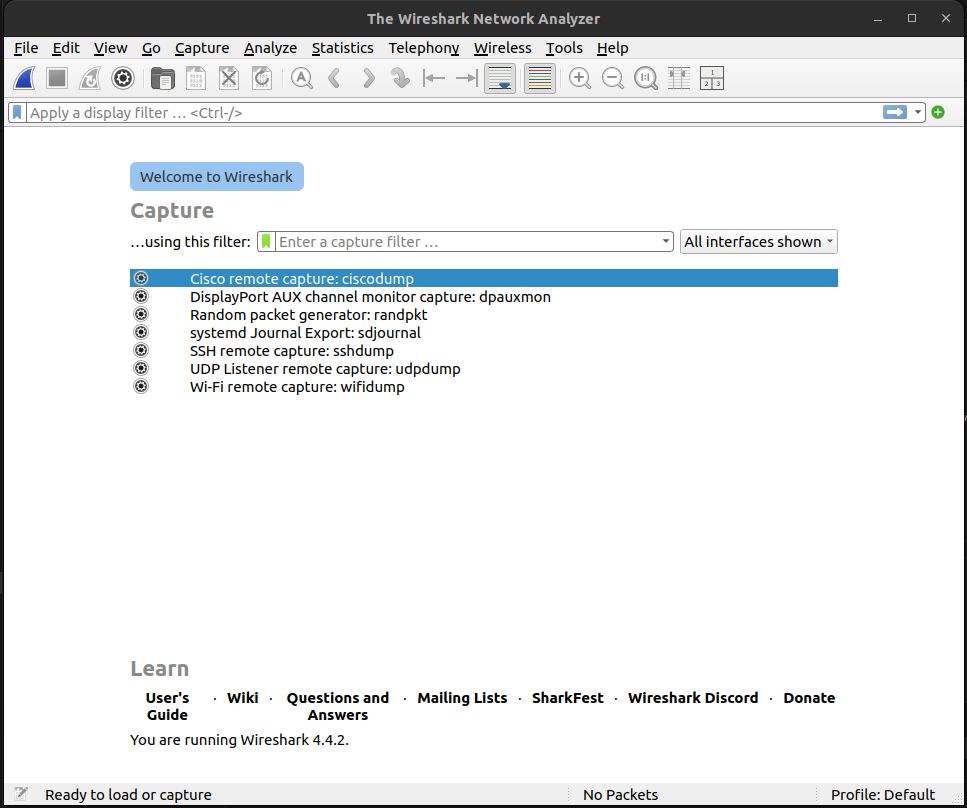 The Wireshark Network Analyzer
File Edit View Go Capture Analyze Statistics Telephony Wireless Tools Help
Apply a display filter … <Ctrl-/>
Welcome to Wireshark
Capture
…using this filter: Enter a capture filter … All interfaces shown
Cisco remote capture: ciscodump
DisplayPort AUX channel monitor capture: dpauxmon
Random packet generator: randpkt
systemd Journal Export: sdjournal
SSH remote capture: sshdump
UDP Listener remote capture: udpdump
Wi-Fi remote capture: wifidump
Learn
User's Guide · Wiki · Questions and Answers · Mailing Lists · SharkFest · Wireshark Discord · Donate
You are running Wireshark 4.4.2.
Ready to load or capture No Packets Profile: Default